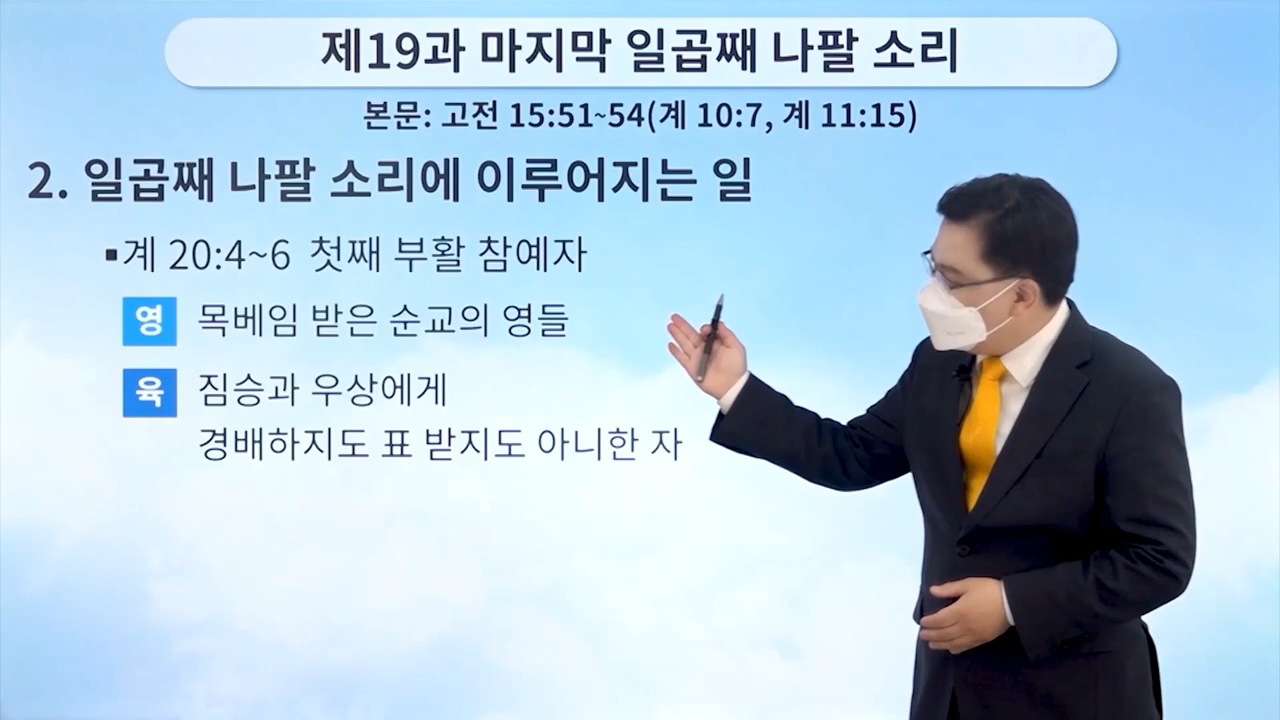 제19과 마지막 일곱째 나팔 소리
본문: 고전 15:51~54(계 10:7, 계 11:15)
2. 일곱째 나팔 소리에 이루어지는 일
▪계 20:4~6 첫째 부활 참예자
영 목베임 받은 순교의 영들
육 짐승과 우상에게
경배하지도 표 받지도 아니한 자